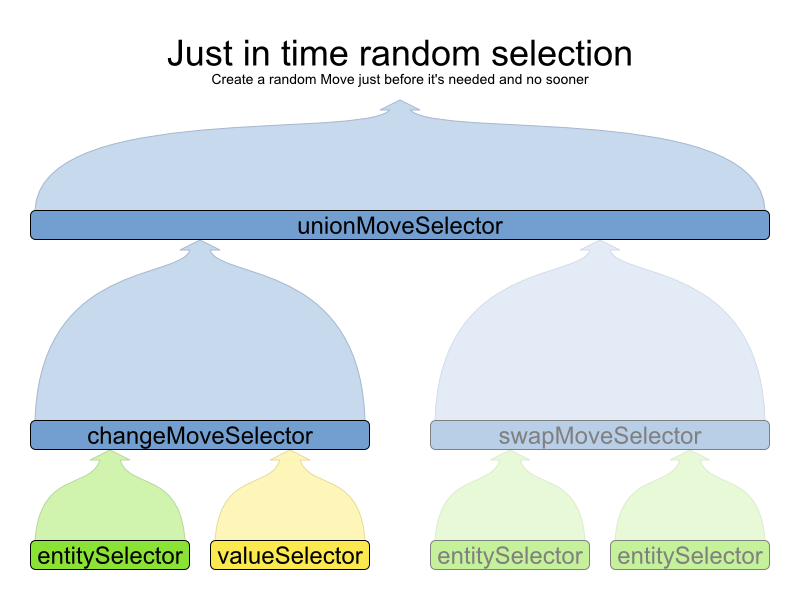 Just in time random selection
Create a random Move just before it's needed and no sooner
unionMoveSelector
changeMoveSelector
swapMoveSelector
entitySelector
valueSelector
entitySelector
entitySelector